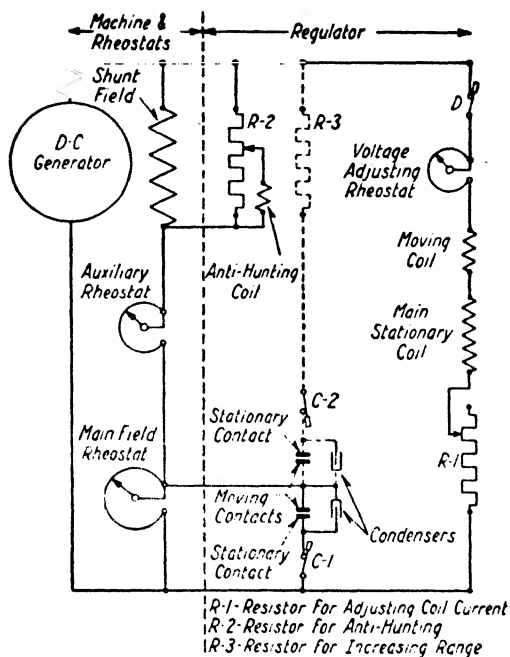 Machine &
Rheostats
Regulator
Shunt
Field
D-C
Generator
R-2
R-3
D
Voltage
Adjusting
Rheostat
Moving
Coil
Anti-Hunting
Coil
Auxiliary
Rheostat
Main
Stationary
Coil
C-2
Stationary
Contact
R-1
Main Field
Rheostat
Moving
Contacts
Condensers
Stationary
Contact
C-1
R-1-Resistor For Adjusting Coil Current
R-2-Resistor For Anti-Hunting
R-3-Resistor For Increasing Range